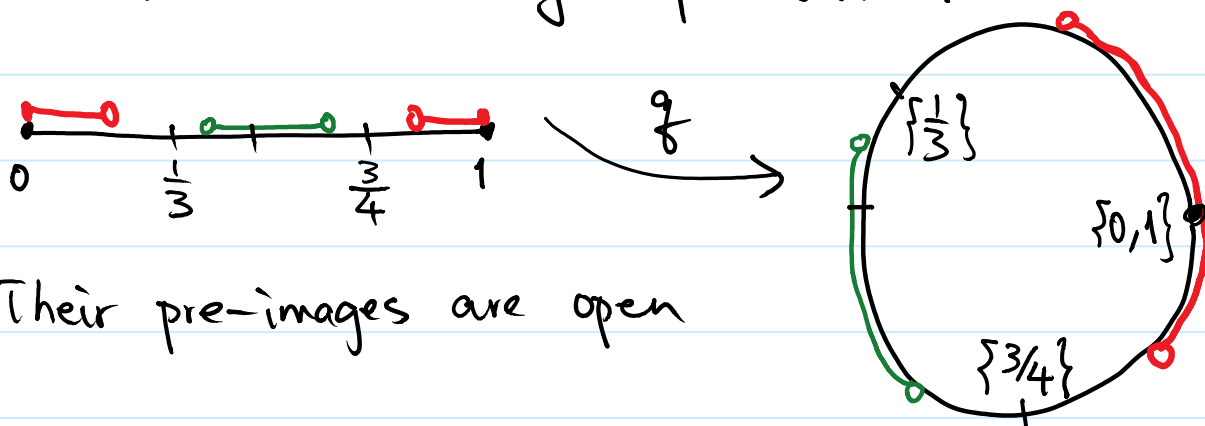 q
{1/3}
0 1/3 3/4 1
{0,1}
Their pre-images are open
{3/4}